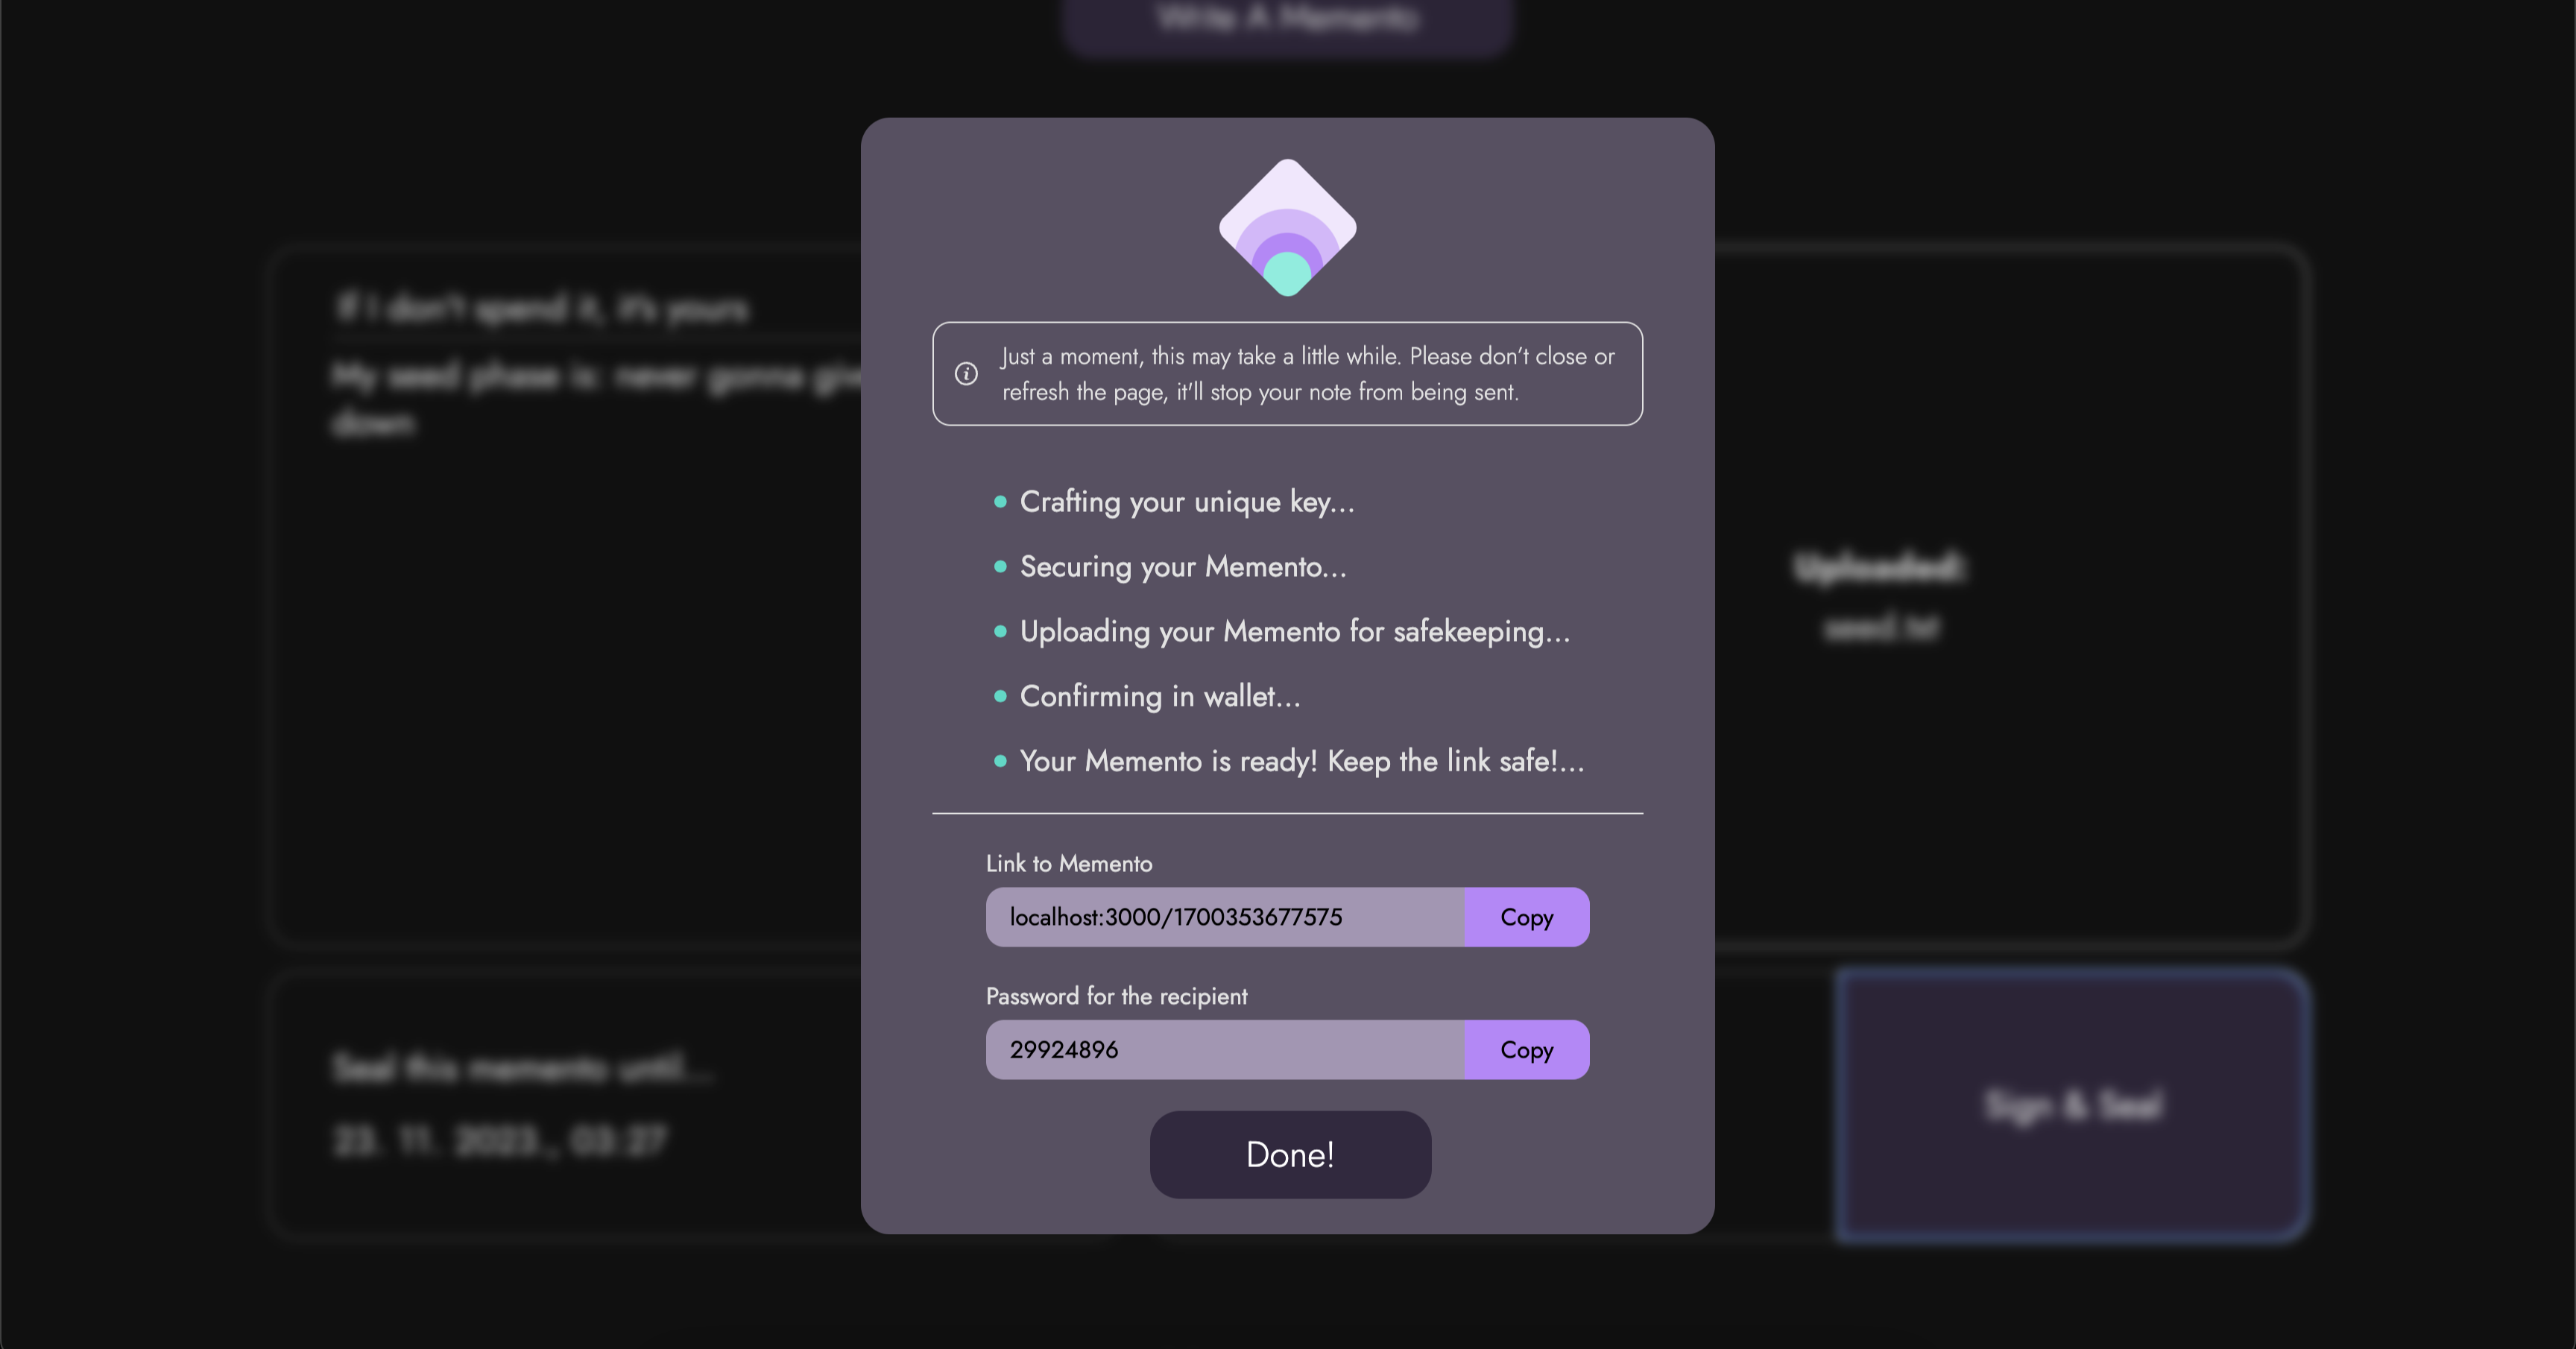 Write A Memento
If I don't spend it, it's yours
My seed phase is: never gonna give
down
Uploaded:
seed.txt
Seal this memento until...
23. 11. 2023., 03:27
Sign & Seal
Just a moment, this may take a little while. Please don't close or
refresh the page, it'll stop your note from being sent.
Crafting your unique key...
Securing your Memento...
Uploading your Memento for safekeeping...
Confirming in wallet...
Your Memento is ready! Keep the link safe!...
Link to Memento
localhost:3000/1700353677575
Copy
Password for the recipient
29924896
Copy
Done!